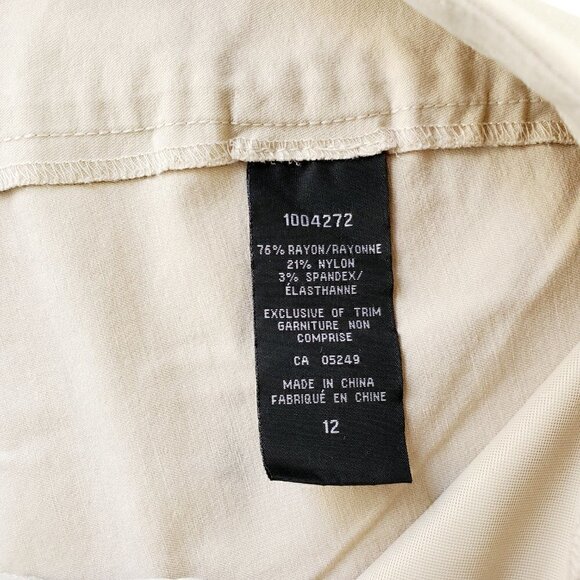 1004272
76% RAYON/RAYONNE
21% NYLON
3% SPANDEX/
ÉLASTHANNE
EXCLUSIVE OF TRIM
GARNITURE NON
COMPRISE
CA 05249
MADE IN CHINA
FABRIQUÉ EN CHINE
12